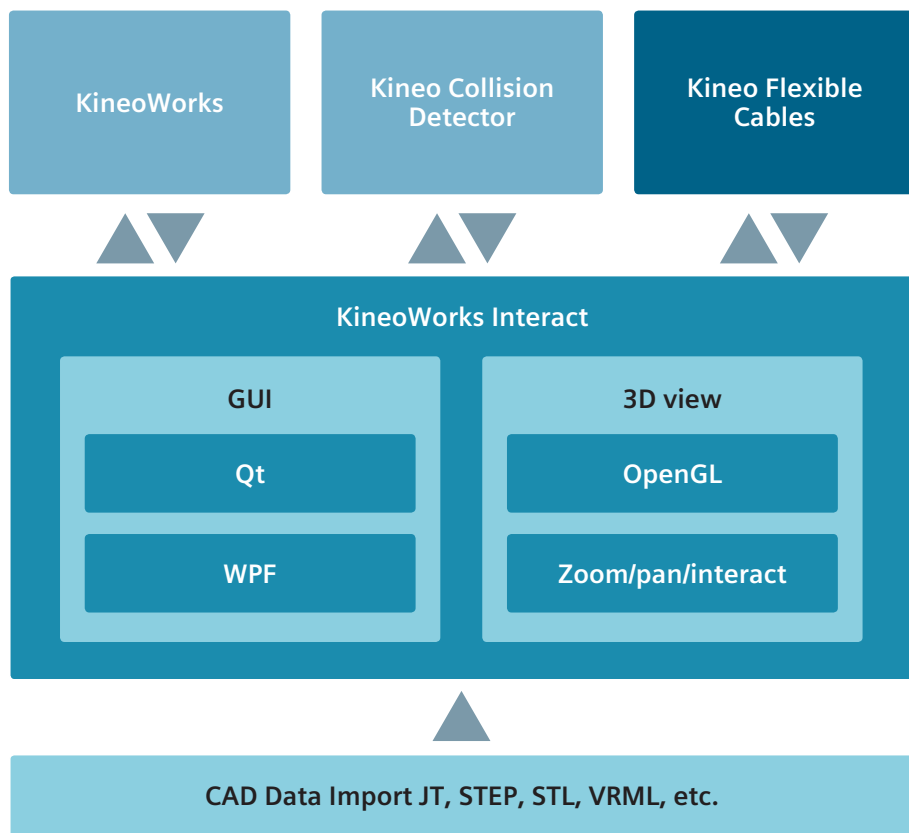 KineoWorks
Kineo Collision
Detector
Kineo Flexible
Cables
KineoWorks Interact
GUI
Qt
WPF
3D view
OpenGL
Zoom/pan/interact
CAD Data Import JT, STEP, STL, VRML, etc.